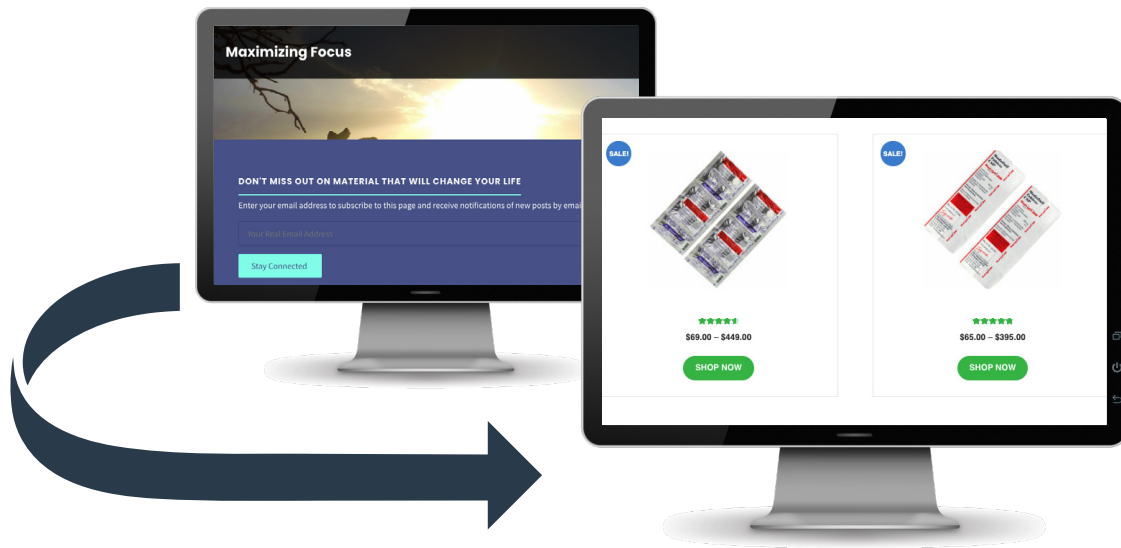 Maximizing Focus
DON'T MISS OUT ON MATERIAL THAT WILL CHANGE YOUR LIFE
Enter your email address to subscribe to this page and receive notifications of new posts by emai
Your Real Email Address
Stay Connected
SALE!
$69.00 – $449.00
SHOP NOW
SALE!
$65.00 – $395.00
SHOP NOW